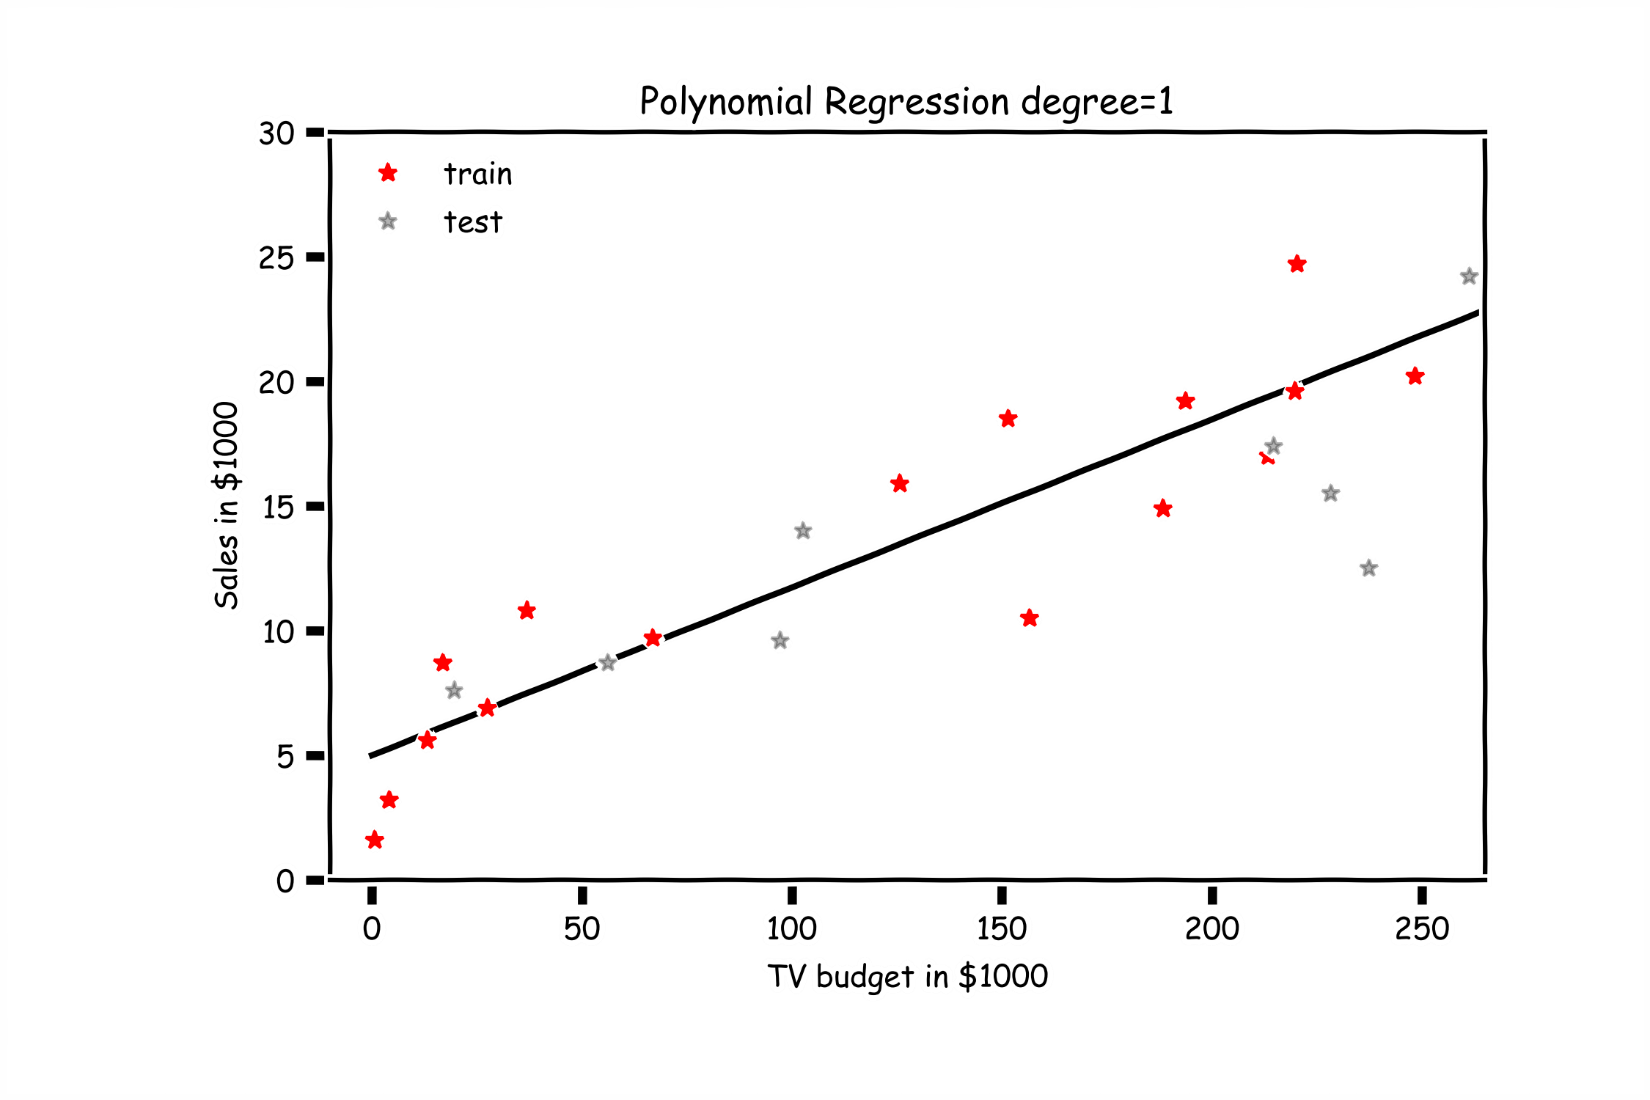 Polynomial Regression degree=1
30
25
20
15
10
5
0
train
test
Sales in $1000
0 50 100 150 200 250
TV budget in $1000